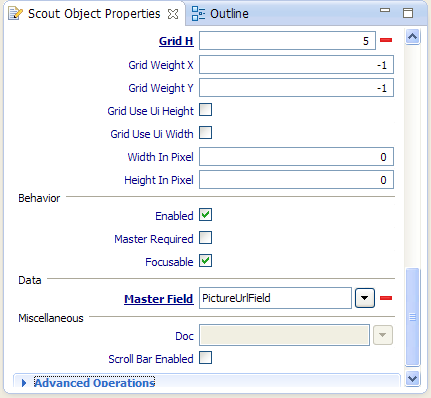 Scout Object Properties Outline
Grid H 5
Grid Weight X -1
Grid Weight Y -1
Grid Use Ui Height
Grid Use Ui Width
Width In Pixel 0
Height In Pixel 0
Behavior
Enabled
Master Required
Focusable
Data
Master Field PictureUrlField
Miscellaneous
Doc
Scroll Bar Enabled
Advanced Operations